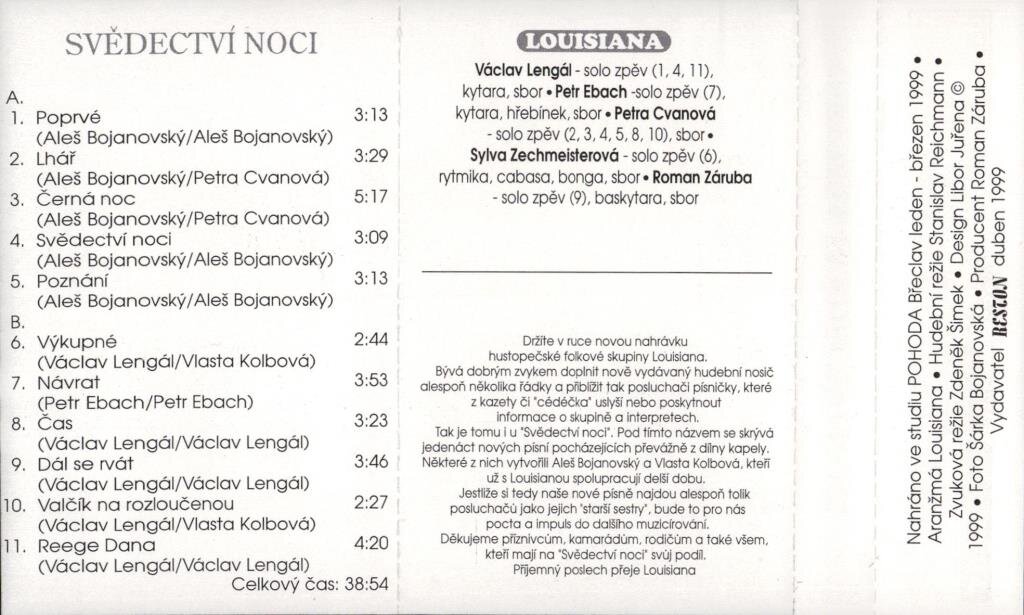 SVĚDECTVÍ NOCI
A.
1. Poprvé 3:13
(Aleš Bojanovský/Aleš Bojanovský)
2. Lhář 3:29
(Aleš Bojanovský/Petra Cvanová)
3. Černá noc 5:17
(Aleš Bojanovský/Petra Cvanová)
4. Svědectví noci 3:09
(Aleš Bojanovský/Aleš Bojanovský)
5. Poznání 3:13
(Aleš Bojanovský/Aleš Bojanovský)
B.
6. Výkupné 2:44
(Václav Lengál/Vlasta Kolbová)
7. Návrat 3:53
(Petr Ebach/Petr Ebach)
8. Čas 3:23
(Václav Lengál/Václav Lengál)
9. Dál se rvát 3:46
(Václav Lengál/Václav Lengál)
10. Valčík na rozloučenou 2:27
(Václav Lengál/Vlasta Kolbová)
11. Reege Dana 4:20
(Václav Lengál/Václav Lengál)
Celkový čas: 38:54
LOUISIANA
Václav Lengál - solo zpěv (1, 4, 11),
kytara, sbor • Petr Ebach -solo zpěv (7),
kytara, hřebínek, sbor • Petra Cvanová
- solo zpěv (2, 3, 4, 5, 8, 10), sbor •
Sylva Zechmeisterová - solo zpěv (6),
rytmika, cabasa, bonga, sbor • Roman Záruba
- solo zpěv (9), baskytara, sbor
Držíte v ruce novou nahrávku
hustopečské folkové skupiny Louisiana.
Bývá dobrým zvykem doplnit nově vydávaný hudební nosič
alespoň několika řádky a přiblížit tak posluchači písničky, které
z kazety či "cédéčka" uslyší nebo poskytnout
informace o skupině a interpretech.
Tak je tomu i u "Svědectví noci". Pod tímto názvem se skrývá
jedenáct nových písní pocházejících převážně z dílny kapely.
Některé z nich vytvořili Aleš Bojanovský a Vlasta Kolbová, kteří
už s Louisianou spolupracují delší dobu.
Jestliže si tedy naše nové písně najdou alespoň tolik
posluchačů jako jejich "starší sestry", bude to pro nás
pocta a impuls do dalšího muzicírování.
Děkujeme příznivcům, kamarádům, rodičům a také všem,
kteří mají na "Svědectví noci" svůj podíl.
Příjemný poslech přeje Louisiana
Nahráno ve studiu POHODA Břeclav leden - březen 1999 •
Aranžmá Louisiana • Hudební režie Stanislav Reichmann •
Zvuková režie Zdeněk Šimek • Design Libor Juřena ©
1999 • Foto Šárka Bojanovská • Producent Roman Záruba •
Vydavatel RESTON duben 1999